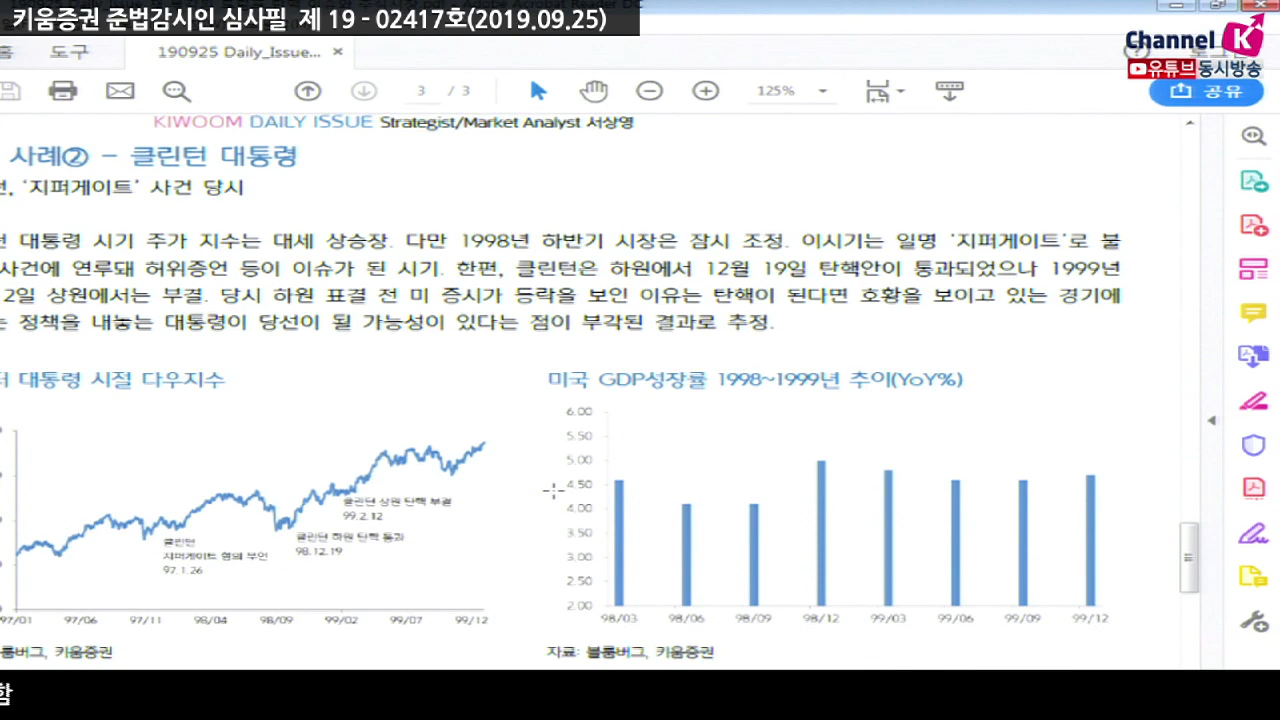 키움증권 준법감시인 심사필 제 19 - 02417호(2019.09.25)
Channel K
유튜브 동시방송
홈 도구 190925 Daily_Issue... ×
3 / 3 125%
공유
KIWOOM DAILY ISSUE Strategist/Market Analyst 서상영
사례② - 클린턴 대통령
, '지퍼게이트' 사건 당시
대통령 시기 주가 지수는 대세 상승장. 다만 1998년 하반기 시장은 잠시 조정. 이시기는 일명 '지퍼게이트'로 불
사건에 연루돼 허위증언 등이 이슈가 된 시기. 한편, 클린턴은 하원에서 12월 19일 탄핵안이 통과되었으나 1999년
2일 상원에서는 부결. 당시 하원 표결 전 미 증시가 등락을 보인 이유는 탄핵이 된다면 호황을 보이고 있는 경기에
는 정책을 내놓는 대통령이 당선이 될 가능성이 있다는 점이 부각된 결과로 추정.
대통령 시절 다우지수
미국 GDP성장률 1998~1999년 추이(YoY%)
6.00
5.50
5.00
4.50
4.00
3.50
3.00
2.50
2.00
클린턴 상원 탄핵 부결
99.2.12
클린턴 하원 탄핵 통과
98.12.19
클린턴
지퍼게이트 혐의 부인
97.1.26
97/01 97/06 97/11 98/04 98/09 99/02 99/07 99/12
98/03 98/06 98/09 98/12 99/03 99/06 99/09 99/12
룸버그, 키움증권
자료: 블룸버그, 키움증권
함